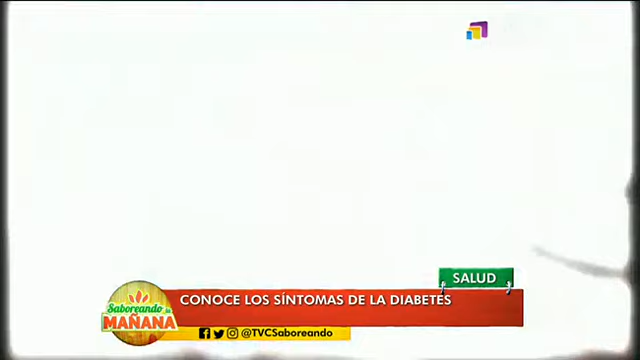 SALUD
CONOCE LOS SÍNTOMAS DE LA DIABETES
Saboreando la
MAÑANA
@TVCSaboreando